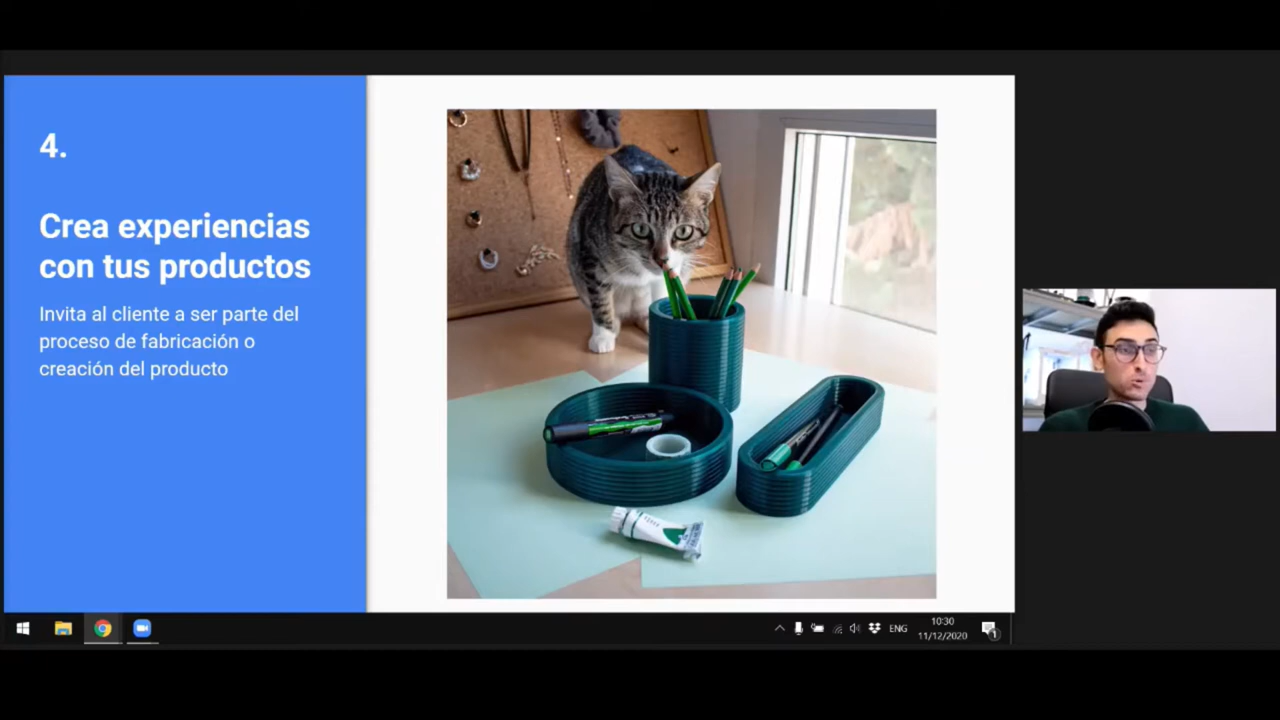 4.
Crea experiencias
con tus productos
Invita al cliente a ser parte del
proceso de fabricación o
creación del producto
ENG
10:30
11/12/2020
1